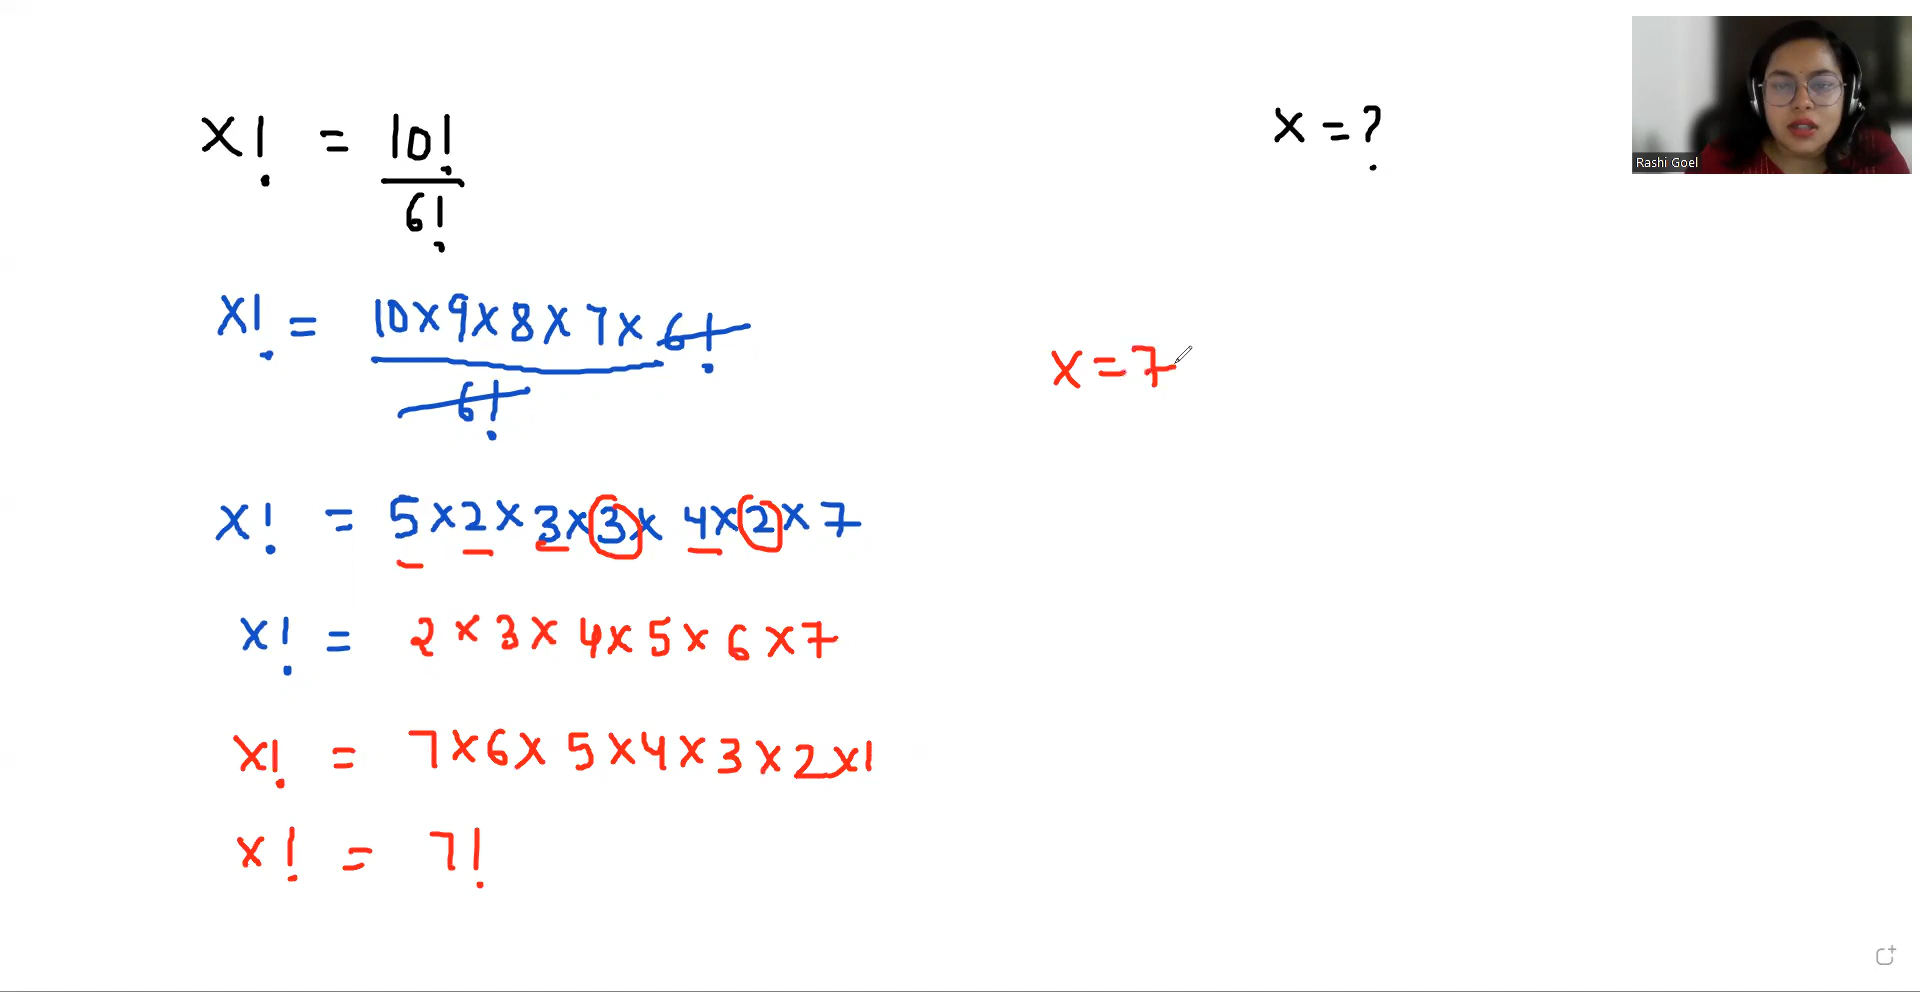 x! = 10!
6!
x = ?
Rashi Goel
x! = 10 x 9 x 8 x 7 x 6!
6!
x = 7
x! = 5 x 2 x 3 x 3 x 4 x 2 x 7
x! = 2 x 3 x 4 x 5 x 6 x 7
x! = 7 x 6 x 5 x 4 x 3 x 2 x 1
x! = 7!